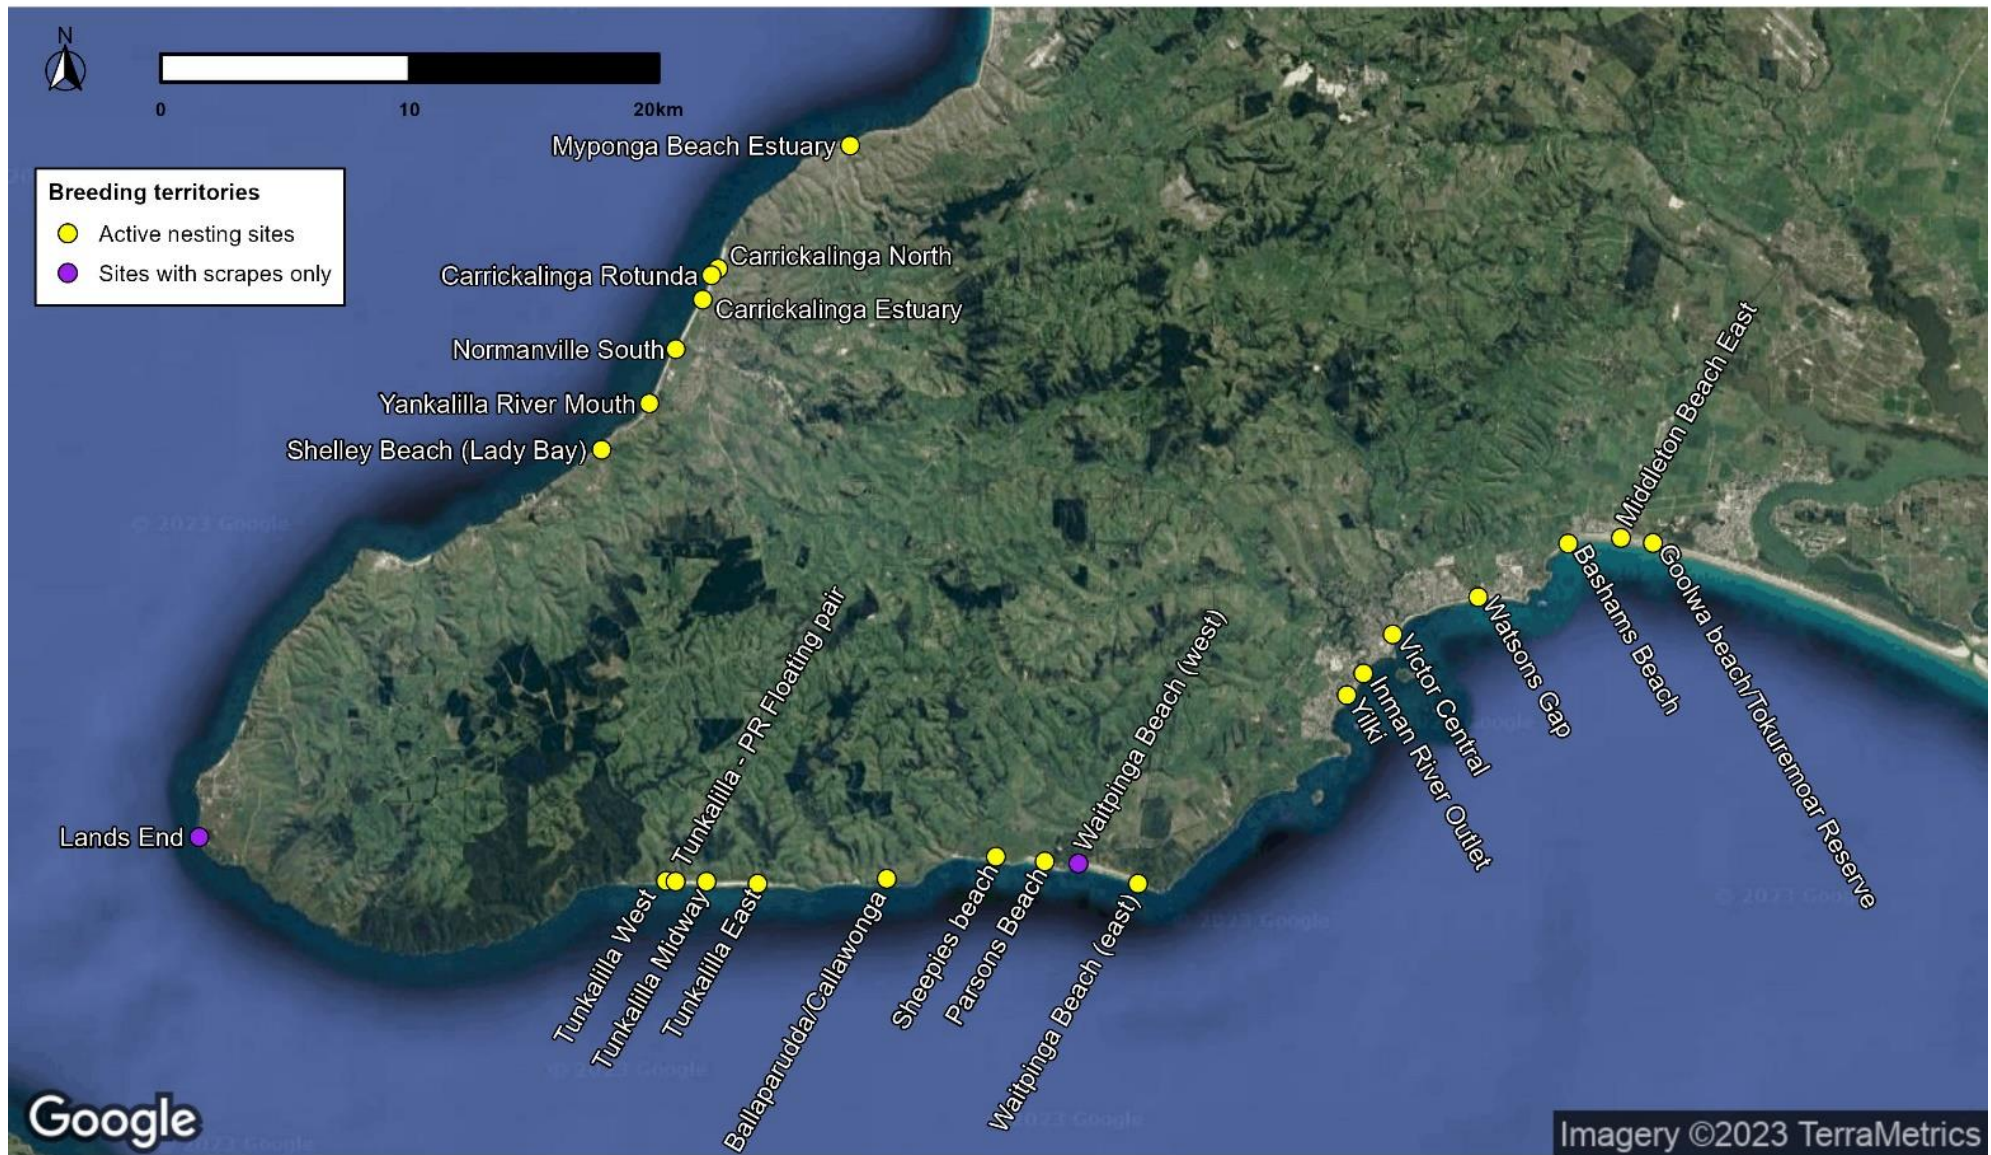 N
0 10 20km
Breeding territories
Active nesting sites
Sites with scrapes only
Myponga Beach Estuary
Carrickalinga North
Carrickalinga Rotunda
Carrickalinga Estuary
Normanville South
Yankalilla River Mouth
Shelley Beach (Lady Bay)
Lands End
Tunkalilla West
Tunkalilla - PR Floating pair
Tunkalilla Midway
Tunkalilla East
Ballaparudda/Callawonga
Sheepies beach
Parsons Beach
Waitpinga Beach (west)
Waitpinga Beach (east)
Yilki
Inman River Outlet
Victor Central
Watsons Gap
Bashams Beach
Middleton Beach East
Goolwa beach/Tokuremoar Reserve
© 2023 Google
Google
Imagery ©2023 TerraMetrics